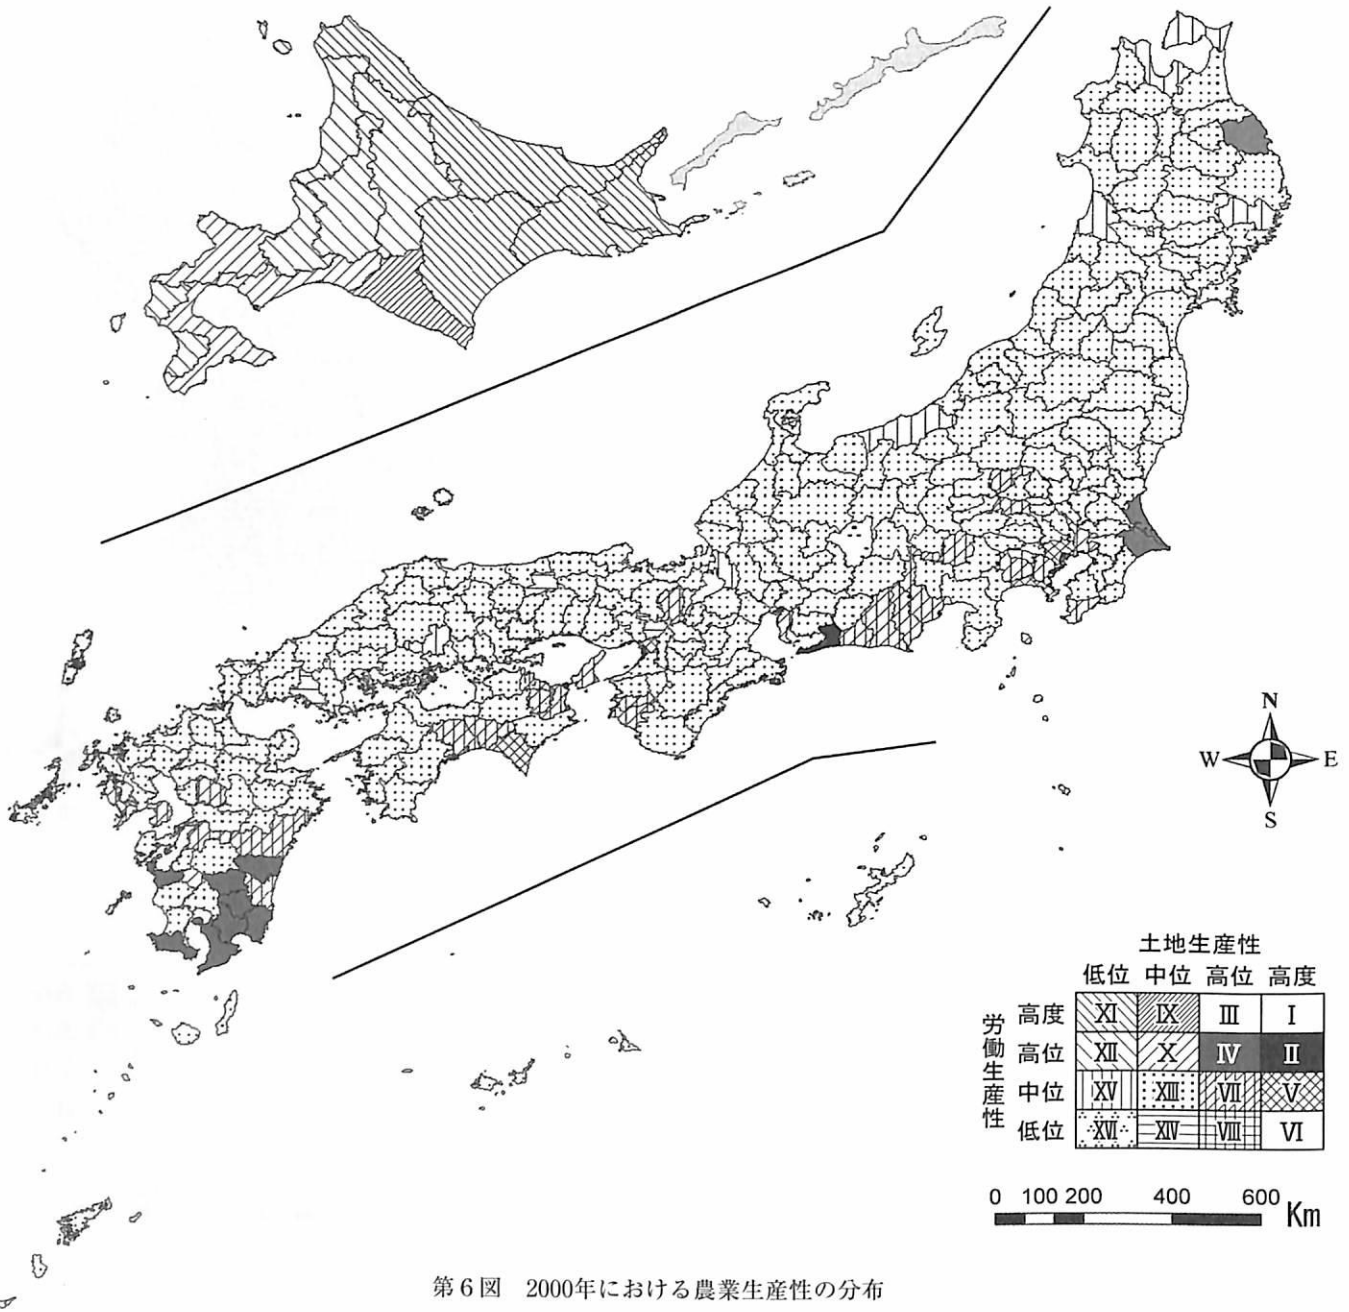 N
W E
S
土地生産性
低位 中位 高位 高度
労働生産性
高度 XI IX III I
高位 XII X IV II
中位 XV XIII VII V
低位 XVI XIV VIII VI
0 100 200 400 600 Km
第6図 2000年における農業生産性の分布